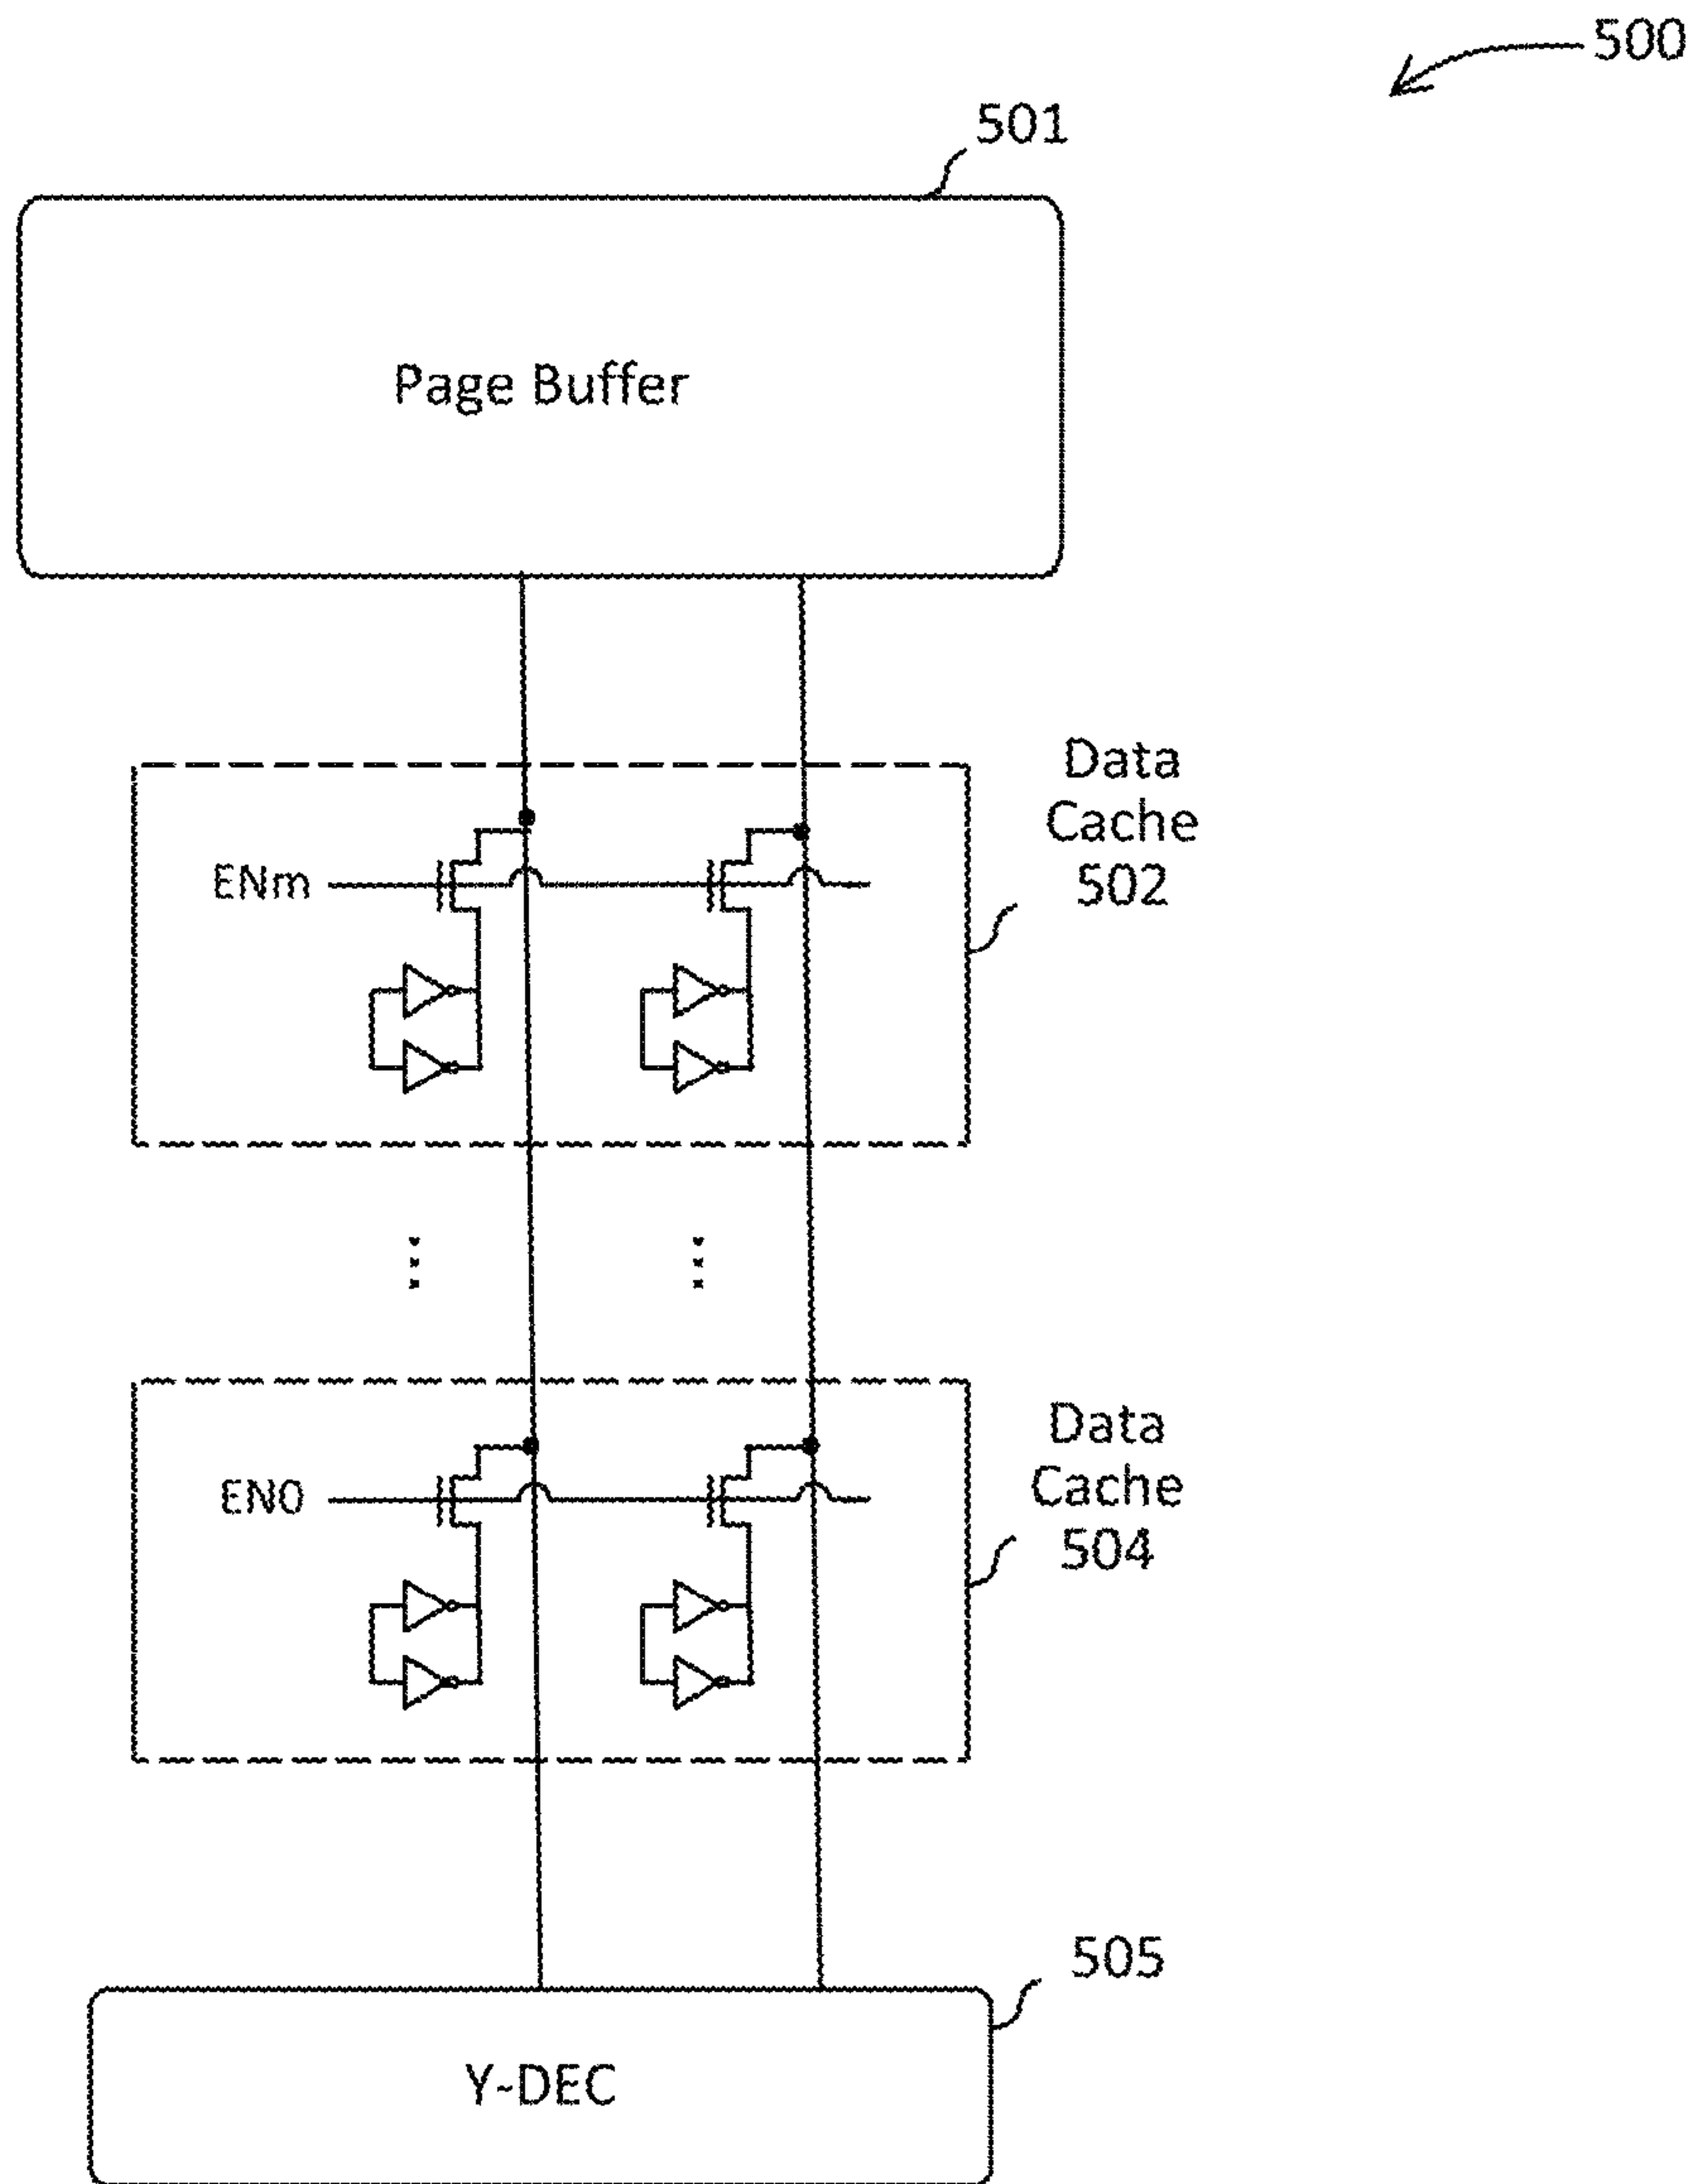 500
501
Page Buffer
Data
Cache
502
ENm
Data
Cache
504
EN0
505
Y-DEC